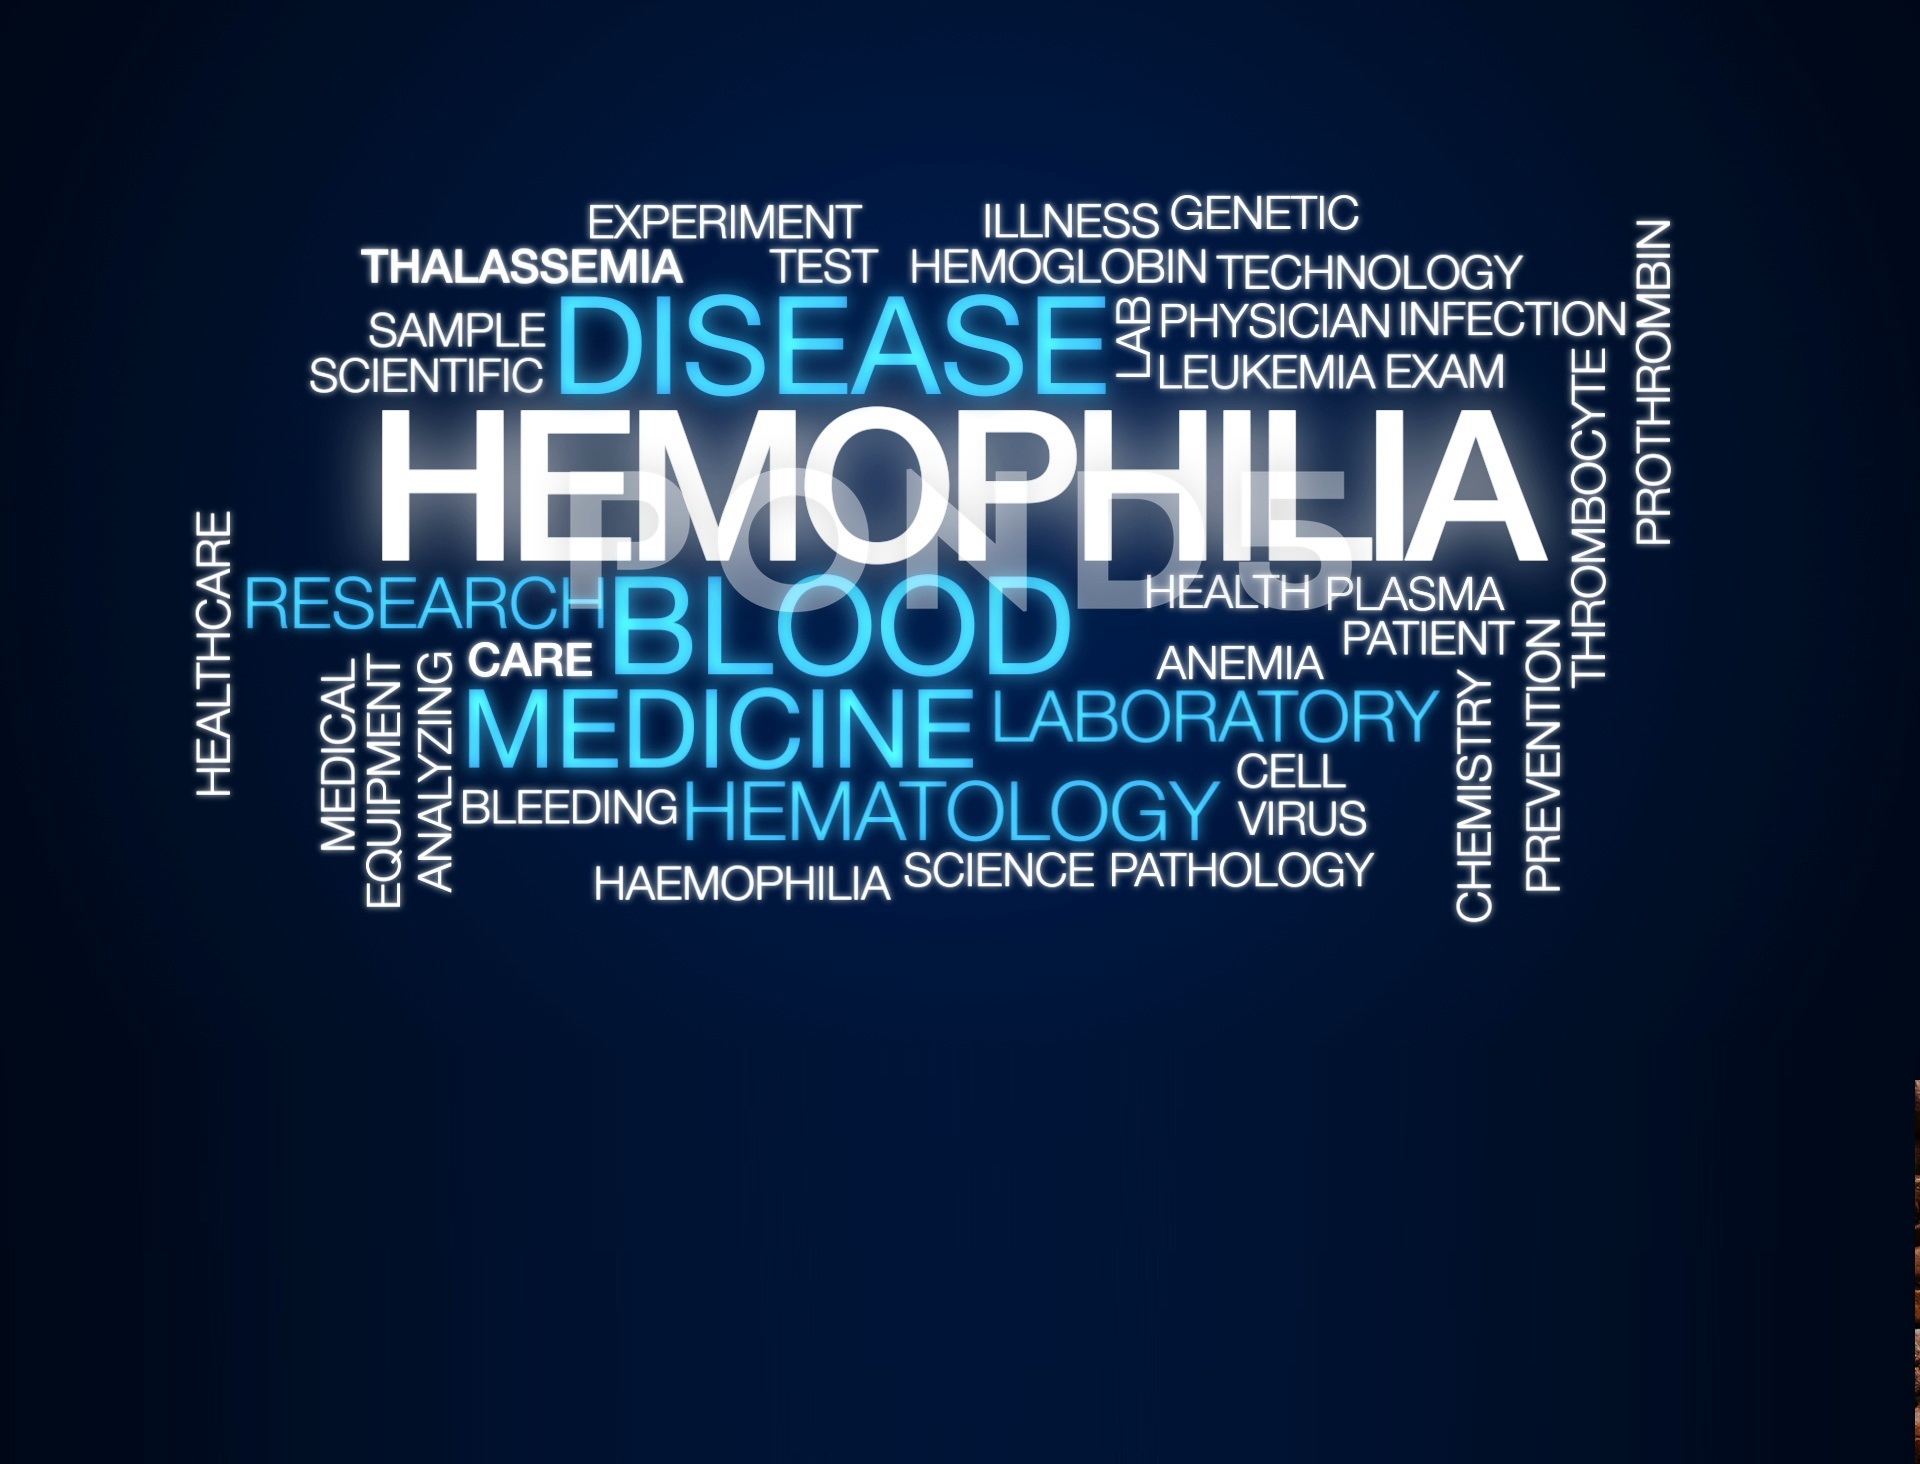 EXPERIMENT
ILLNESS GENETIC
THALASSEMIA TEST HEMOGLOBIN TECHNOLOGY
SAMPLE DISEASE LAB PHYSICIAN INFECTION
SCIENTIFIC LEUKEMIA EXAM
PROTHROMBIN
THROMBOCYTE
HEMOPHILIA
POND5
HEALTHCARE
RESEARCH BLOOD HEALTH PLASMA
CARE ANEMIA PATIENT
MEDICAL
EQUIPMENT
ANALYZING
MEDICINE LABORATORY
CHEMISTRY
PREVENTION
BLEEDING HEMATOLOGY CELL
VIRUS
HAEMOPHILIA SCIENCE PATHOLOGY